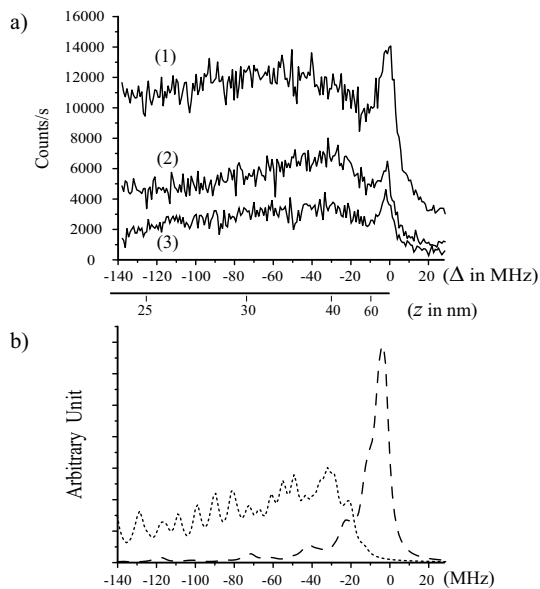 a)
16000
14000
12000
10000
8000
6000
4000
2000
0
Counts/s
(1)
(2)
(3)
-140 -120 -100 -80 -60 -40 -20 0 20 (Δ in MHz)
25 30 40 60 (z in nm)
b)
Arbitrary Unit
-140 -120 -100 -80 -60 -40 -20 0 20 (MHz)